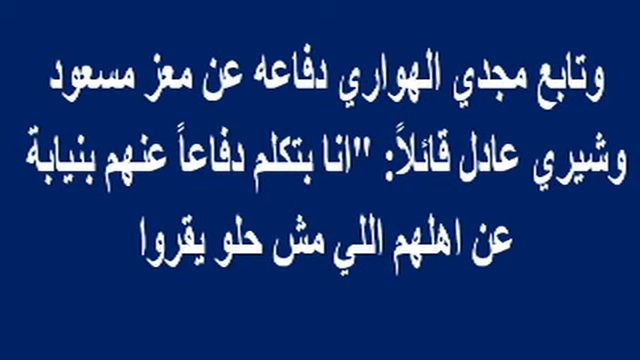 وتابع مجدي الهواري دفاعه عن معز مسعود
وشيري عادل قائلاً: "انا بتكلم دفاعاً عنهم بنيابة
عن اهلهم اللي مش حلو يقروا